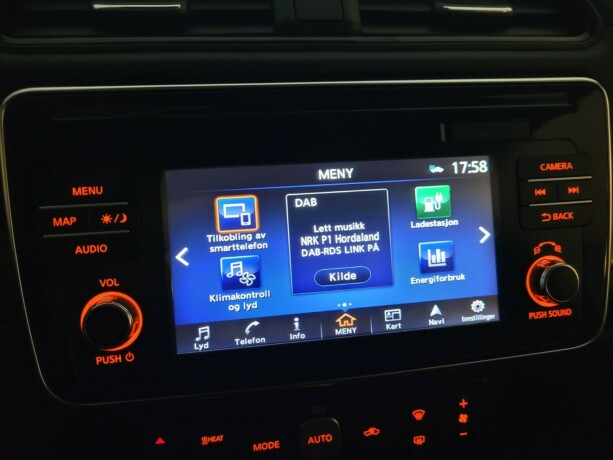 MENY
17:58
CAMERA
MENU
MAP
AUDIO
BACK
DAB
Lett musikk
NRK P1 Hordaland
DAB-RDS LINK PÅ
Kilde
Tilkobling av
smarttelefon
Ladestasjon
Klimakontroll
og lyd
Energiforbruk
VOL
PUSH
PUSH SOUND
Lyd
Telefon
Info
MENY
Kart
Navi
Innstillinger
HEAT
MODE
AUTO